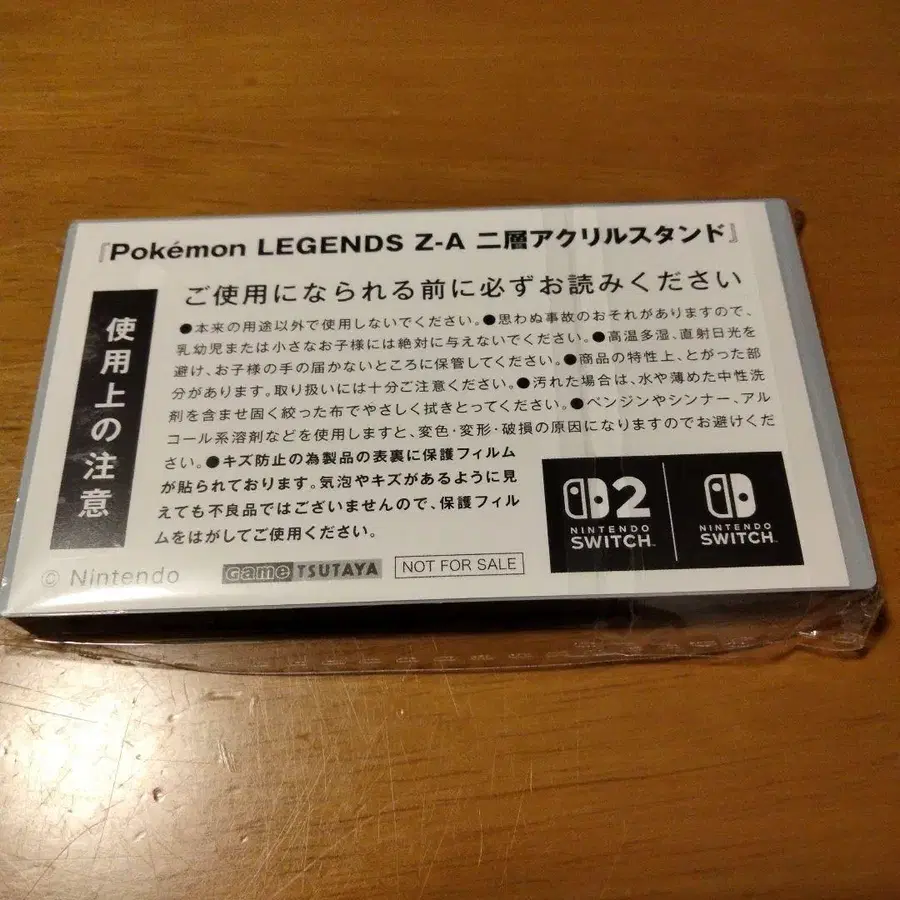 『Pokémon LEGENDS Z-A 二層アクリルスタンド』
使用上の注意
ご使用になられる前に必ずお読みください
●本来の用途以外で使用しないでください。●思わぬ事故のおそれがありますので、
乳幼児または小さなお子様には絶対に与えないでください。●高温多湿、直射日光を
避け、お子様の手の届かないところに保管してください。●商品の特性上、とがった部
分があります。取り扱いには十分ご注意ください。●汚れた場合は、水や薄めた中性洗
剤を含ませ固く絞った布でやさしく拭きとってください。●ベンジンやシンナー、アル
コール系溶剤などを使用しますと、変色・変形・破損の原因になりますのでお避けくだ
さい。●キズ防止の為製品の表裏に保護フィルム
が貼られております。気泡やキズがあるように見
えても不良品ではございませんので、保護フィル
ムをはがしてご使用ください。
2
NINTENDO
SWITCH™
NINTENDO
SWITCH™
© Nintendo
Game TSUTAYA
NOT FOR SALE